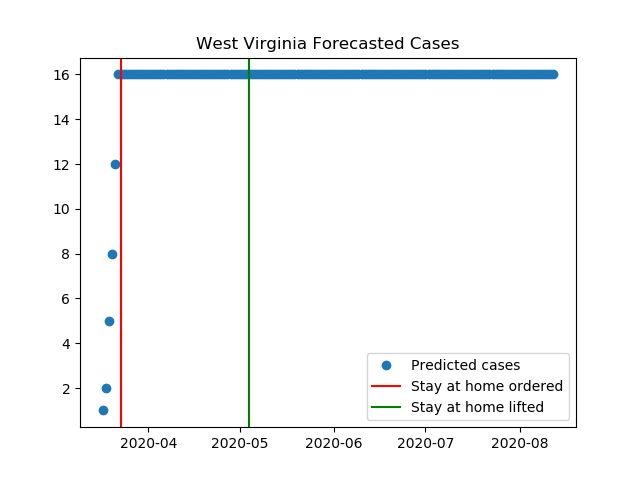 West Virginia Forecasted Cases
16
14
12
10
8
6
4
2
Predicted cases
Stay at home ordered
Stay at home lifted
2020-04 2020-05 2020-06 2020-07 2020-08